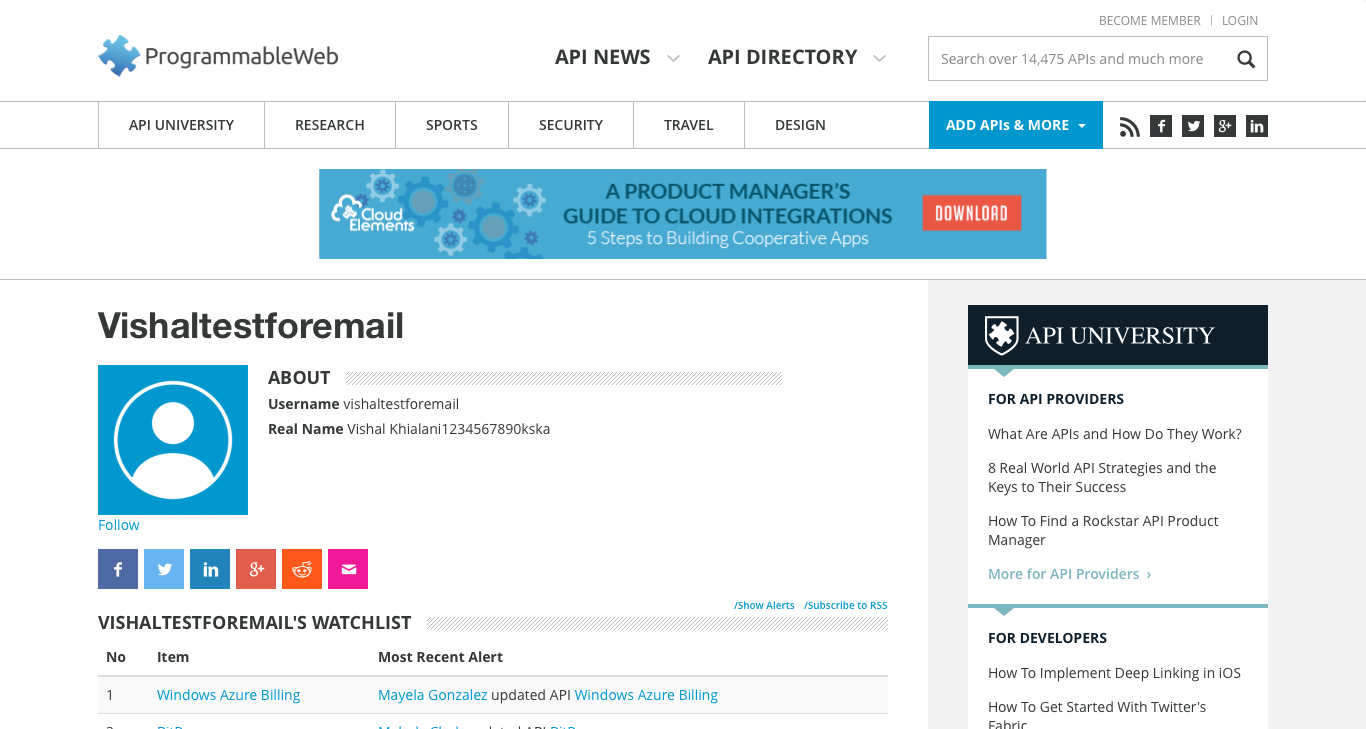 BECOME MEMBER
LOGIN
ProgrammableWeb
API NEWS
API DIRECTORY
Search over 14,475 APIs and much more
API UNIVERSITY
RESEARCH
SPORTS
SECURITY
TRAVEL
DESIGN
ADD APIs & MORE
Cloud Elements
A PRODUCT MANAGER'S
GUIDE TO CLOUD INTEGRATIONS
5 Steps to Building Cooperative Apps
DOWNLOAD
Vishaltestforemail
ABOUT
Username vishaltestforemail
Real Name Vishal Khialani1234567890kska
Follow
/Show Alerts /Subscribe to RSS
VISHALTESTFOREMAIL'S WATCHLIST
No Item Most Recent Alert
1 Windows Azure Billing Mayela Gonzalez updated API Windows Azure Billing
API UNIVERSITY
FOR API PROVIDERS
What Are APIs and How Do They Work?
8 Real World API Strategies and the
Keys to Their Success
How To Find a Rockstar API Product
Manager
More for API Providers ›
FOR DEVELOPERS
How To Implement Deep Linking in iOS
How To Get Started With Twitter's
Fabric